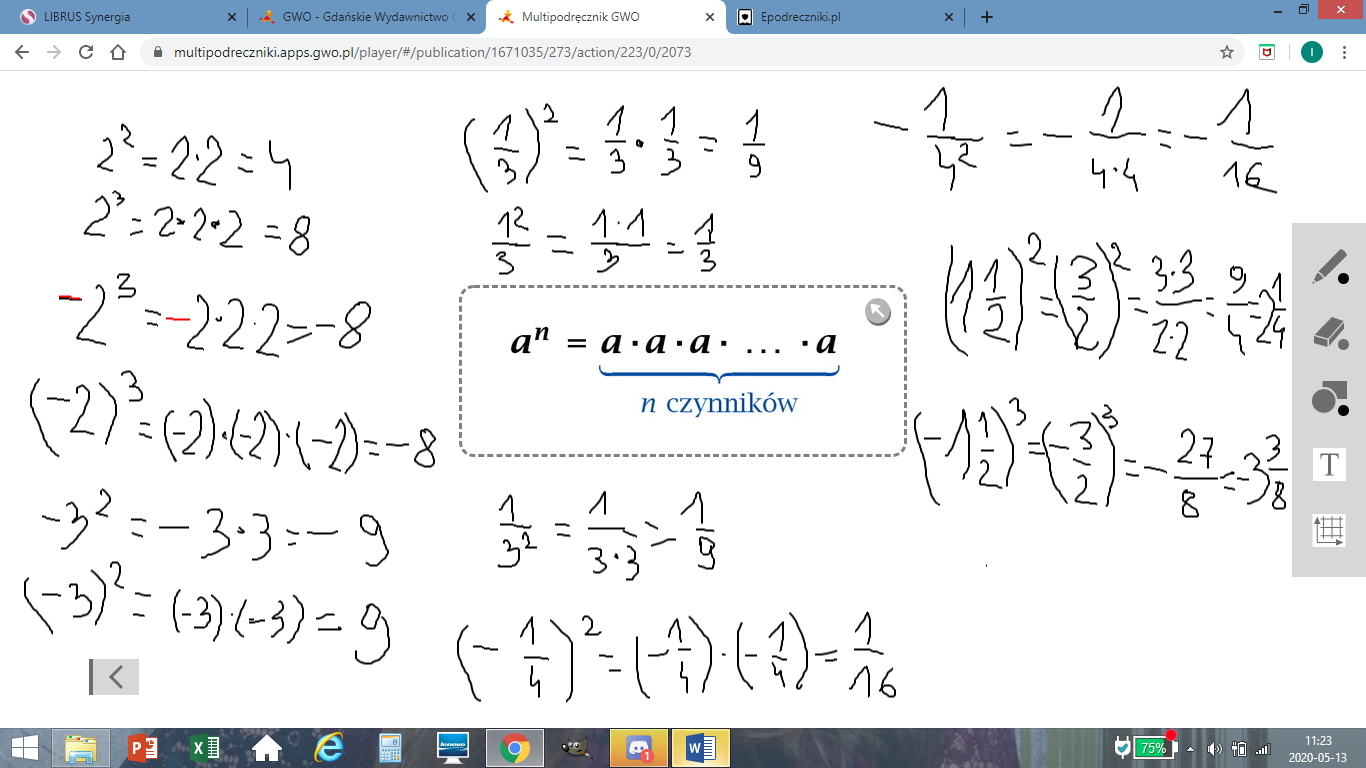 LIBRUS Synergia
GWO - Gdańskie Wydawnictwo O
Multipodręcznik GWO
Epodreczniki.pl
multipodreczniki.apps.gwo.pl/player/#/publication/1671035/273/action/223/0/2073
I
2² = 2·2 = 4
2³ = 2·2·2 = 8
-2³ = -2·2·2 = -8
(-2)³ = (-2)·(-2)·(-2) = -8
-3² = -3·3 = -9
(-3)² = (-3)·(-3) = 9
(1/3)² = 1/3 · 1/3 = 1/9
1²/3 = 1·1/3 = 1/3
aⁿ = a · a · a · … · a
n czynników
1/3² = 1/3·3 = 1/9
(-1/4)² = (-1/4)·(-1/4) = 1/16
-1/4² = -1/4·4 = -1/16
(1 1/2)² = (3/2)² = 3·3/2·2 = 9/4 = 2 1/4
(-1 1/2)³ = (-3/2)³ = -27/8 = -3 3/8
T
75%
11:23
2020-05-13